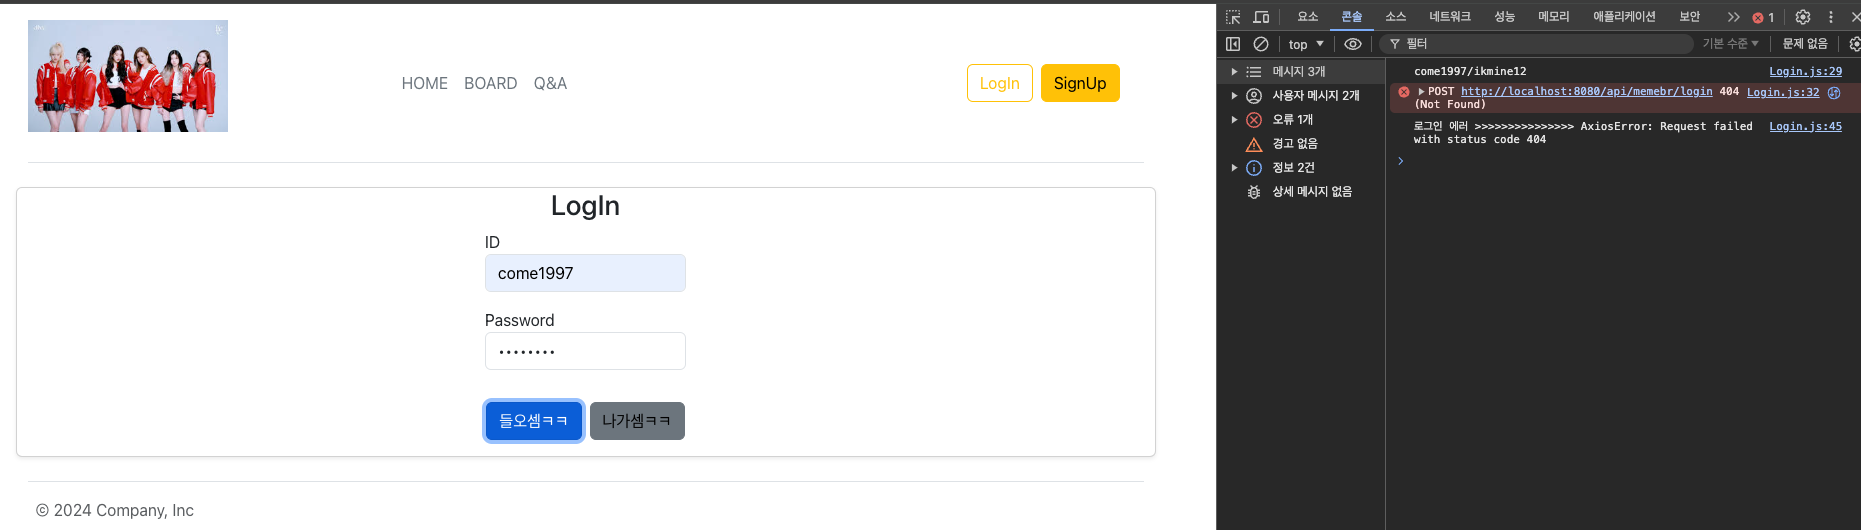 HOME BOARD Q&A
LogIn SignUp
LogIn
ID
come1997
Password
••••••••
들오셈ㅋㅋ 나가셈ㅋㅋ
© 2024 Company, Inc
요소 콘솔 소스 네트워크 성능 메모리 애플리케이션 보안 1
top 필터 기본 수준 문제 없음
메시지 3개
사용자 메시지 2개
오류 1개
경고 없음
정보 2건
상세 메시지 없음
come1997/ikmine12 Login.js:29
POST http://localhost:8080/api/memebr/login 404 Login.js:32
(Not Found)
로그인 에러 >>>>>>>>>>>>>>> AxiosError: Request failed Login.js:45
with status code 404